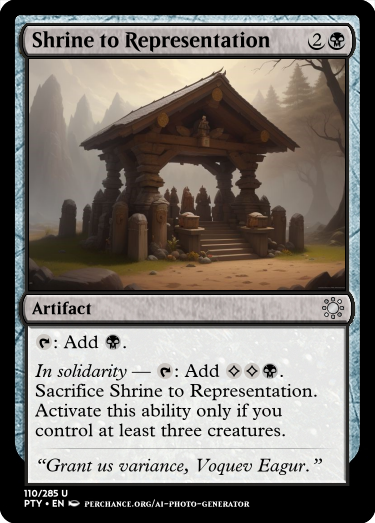 Shrine to Representation 2
Artifact
: Add .
In solidarity — : Add .
Sacrifice Shrine to Representation.
Activate this ability only if you
control at least three creatures.
“Grant us variance, Voquev Eagur.”
110/285 U
PTY • EN PERCHANCE.ORG/AI-PHOTO-GENERATOR